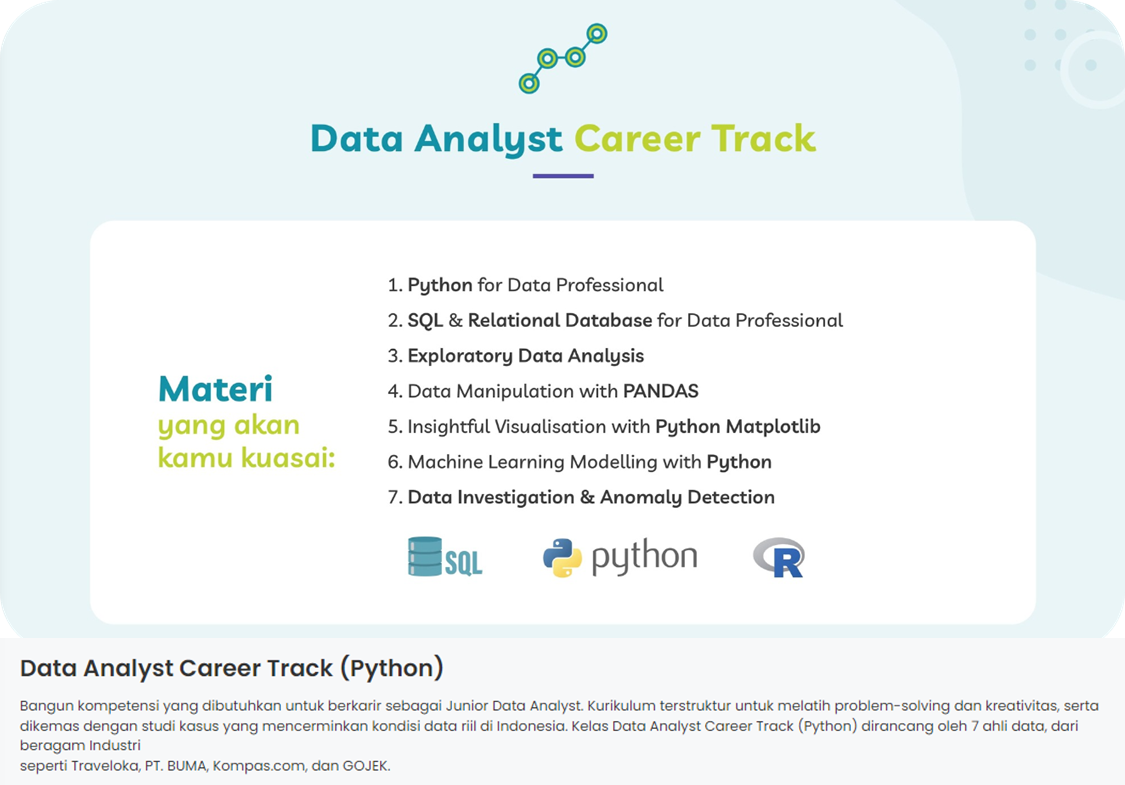 Data Analyst Career Track
1. Python for Data Professional
2. SQL & Relational Database for Data Professional
3. Exploratory Data Analysis
4. Data Manipulation with PANDAS
5. Insightful Visualisation with Python Matplotlib
6. Machine Learning Modelling with Python
7. Data Investigation & Anomaly Detection
Materi
yang akan
kamu kuasai:
SQL python R
Data Analyst Career Track (Python)
Bangun kompetensi yang dibutuhkan untuk berkarir sebagai Junior Data Analyst. Kurikulum terstruktur untuk melatih problem-solving dan kreativitas, serta
dikemas dengan studi kasus yang mencerminkan kondisi data riil di Indonesia. Kelas Data Analyst Career Track (Python) dirancang oleh 7 ahli data, dari
beragam Industri
seperti Traveloka, PT. BUMA, Kompas.com, dan GOJEK.